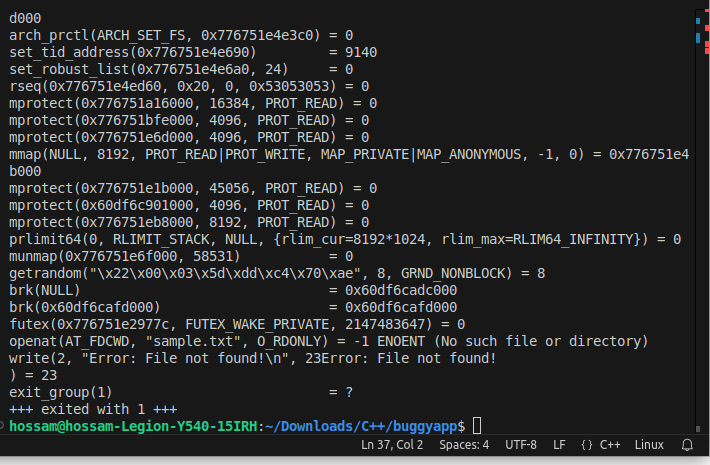 d000
arch_prctl(ARCH_SET_FS, 0x776751e4e3c0) = 0
set_tid_address(0x776751e4e690)         = 9140
set_robust_list(0x776751e4e6a0, 24)     = 0
rseq(0x776751e4ed60, 0x20, 0, 0x53053053) = 0
mprotect(0x776751a16000, 16384, PROT_READ) = 0
mprotect(0x776751bfe000, 4096, PROT_READ) = 0
mprotect(0x776751e6d000, 4096, PROT_READ) = 0
mmap(NULL, 8192, PROT_READ|PROT_WRITE, MAP_PRIVATE|MAP_ANONYMOUS, -1, 0) = 0x776751e4
b000
mprotect(0x776751e1b000, 45056, PROT_READ) = 0
mprotect(0x60df6c901000, 4096, PROT_READ) = 0
mprotect(0x776751eb8000, 8192, PROT_READ) = 0
prlimit64(0, RLIMIT_STACK, NULL, {rlim_cur=8192*1024, rlim_max=RLIM64_INFINITY}) = 0
munmap(0x776751e6f000, 58531)           = 0
getrandom("\x22\x00\x03\x5d\xdd\xc4\x70\xae", 8, GRND_NONBLOCK) = 8
brk(NULL)                               = 0x60df6cadc000
brk(0x60df6cafd000)                     = 0x60df6cafd000
futex(0x776751e2977c, FUTEX_WAKE_PRIVATE, 2147483647) = 0
openat(AT_FDCWD, "sample.txt", O_RDONLY) = -1 ENOENT (No such file or directory)
write(2, "Error: File not found!\n", 23Error: File not found!
) = 23
exit_group(1)                           = ?
+++ exited with 1 +++
hossam@hossam-Legion-Y540-15IRH:~/Downloads/C++/buggyapp$
Ln 37, Col 2 Spaces: 4 UTF-8 LF {} C++ Linux